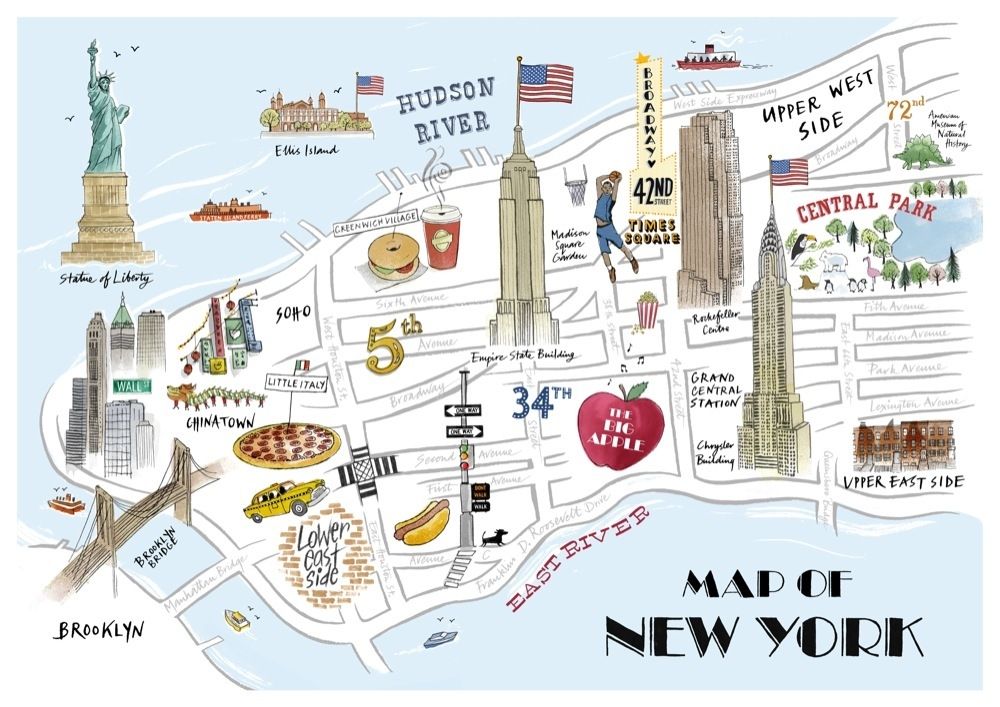 Statue of Liberty
Ellis Island
HUDSON
RIVER
STATEN ISLAND FERRY
GREENWICH VILLAGE
Madison
Square
Garden
BROADWAY
42ND
STREET
TIMES
SQUARE
West Side Expressway
UPPER WEST
SIDE
Broadway
West
72nd
Street
American
Museum of
Natural
History
CENTRAL PARK
Rockefeller
Centre
SOHO
WALL ST
CHINATOWN
LITTLE ITALY
West Houston St.
Sixth Avenue
5th
Avenue
Broadway
Empire State Building
34TH
Street
38th Street
42nd Street
THE
BIG
APPLE
GRAND
CENTRAL
STATION
Chrysler
Building
Fifth Avenue
Madison Avenue
Park Avenue
Lexington Avenue
East 66th Street
UPPER EAST SIDE
Queensboro Bridge
ONE WAY
ONE WAY
DONT
WALK
WALK
Second Avenue
First Avenue
Avenue C
East Houston St.
Lower
east
Side
Franklin D. Roosevelt Drive
EAST RIVER
BROOKLYN
BRIDGE
Manhattan Bridge
BROOKLYN
MAP OF
NEW YORK